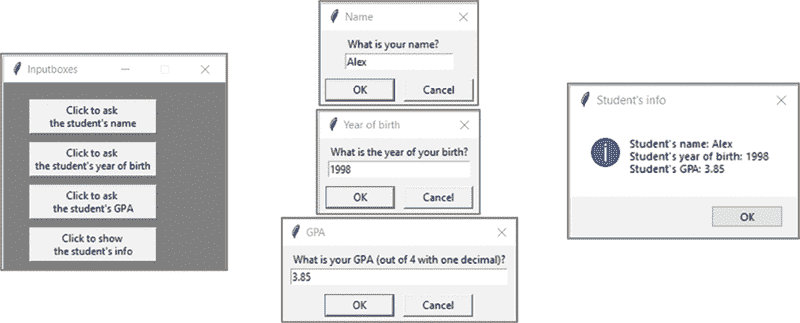 Inputboxes
Click to ask
the student's name
Click to ask
the student's year of birth
Click to ask
the student's GPA
Click to show
the student's info
Name
What is your name?
Alex
OK Cancel
Year of birth
What is the year of your birth?
1998
OK Cancel
GPA
What is your GPA (out of 4 with one decimal)?
3.85
OK Cancel
Student's info
Student's name: Alex
Student's year of birth: 1998
Student's GPA: 3.85
OK